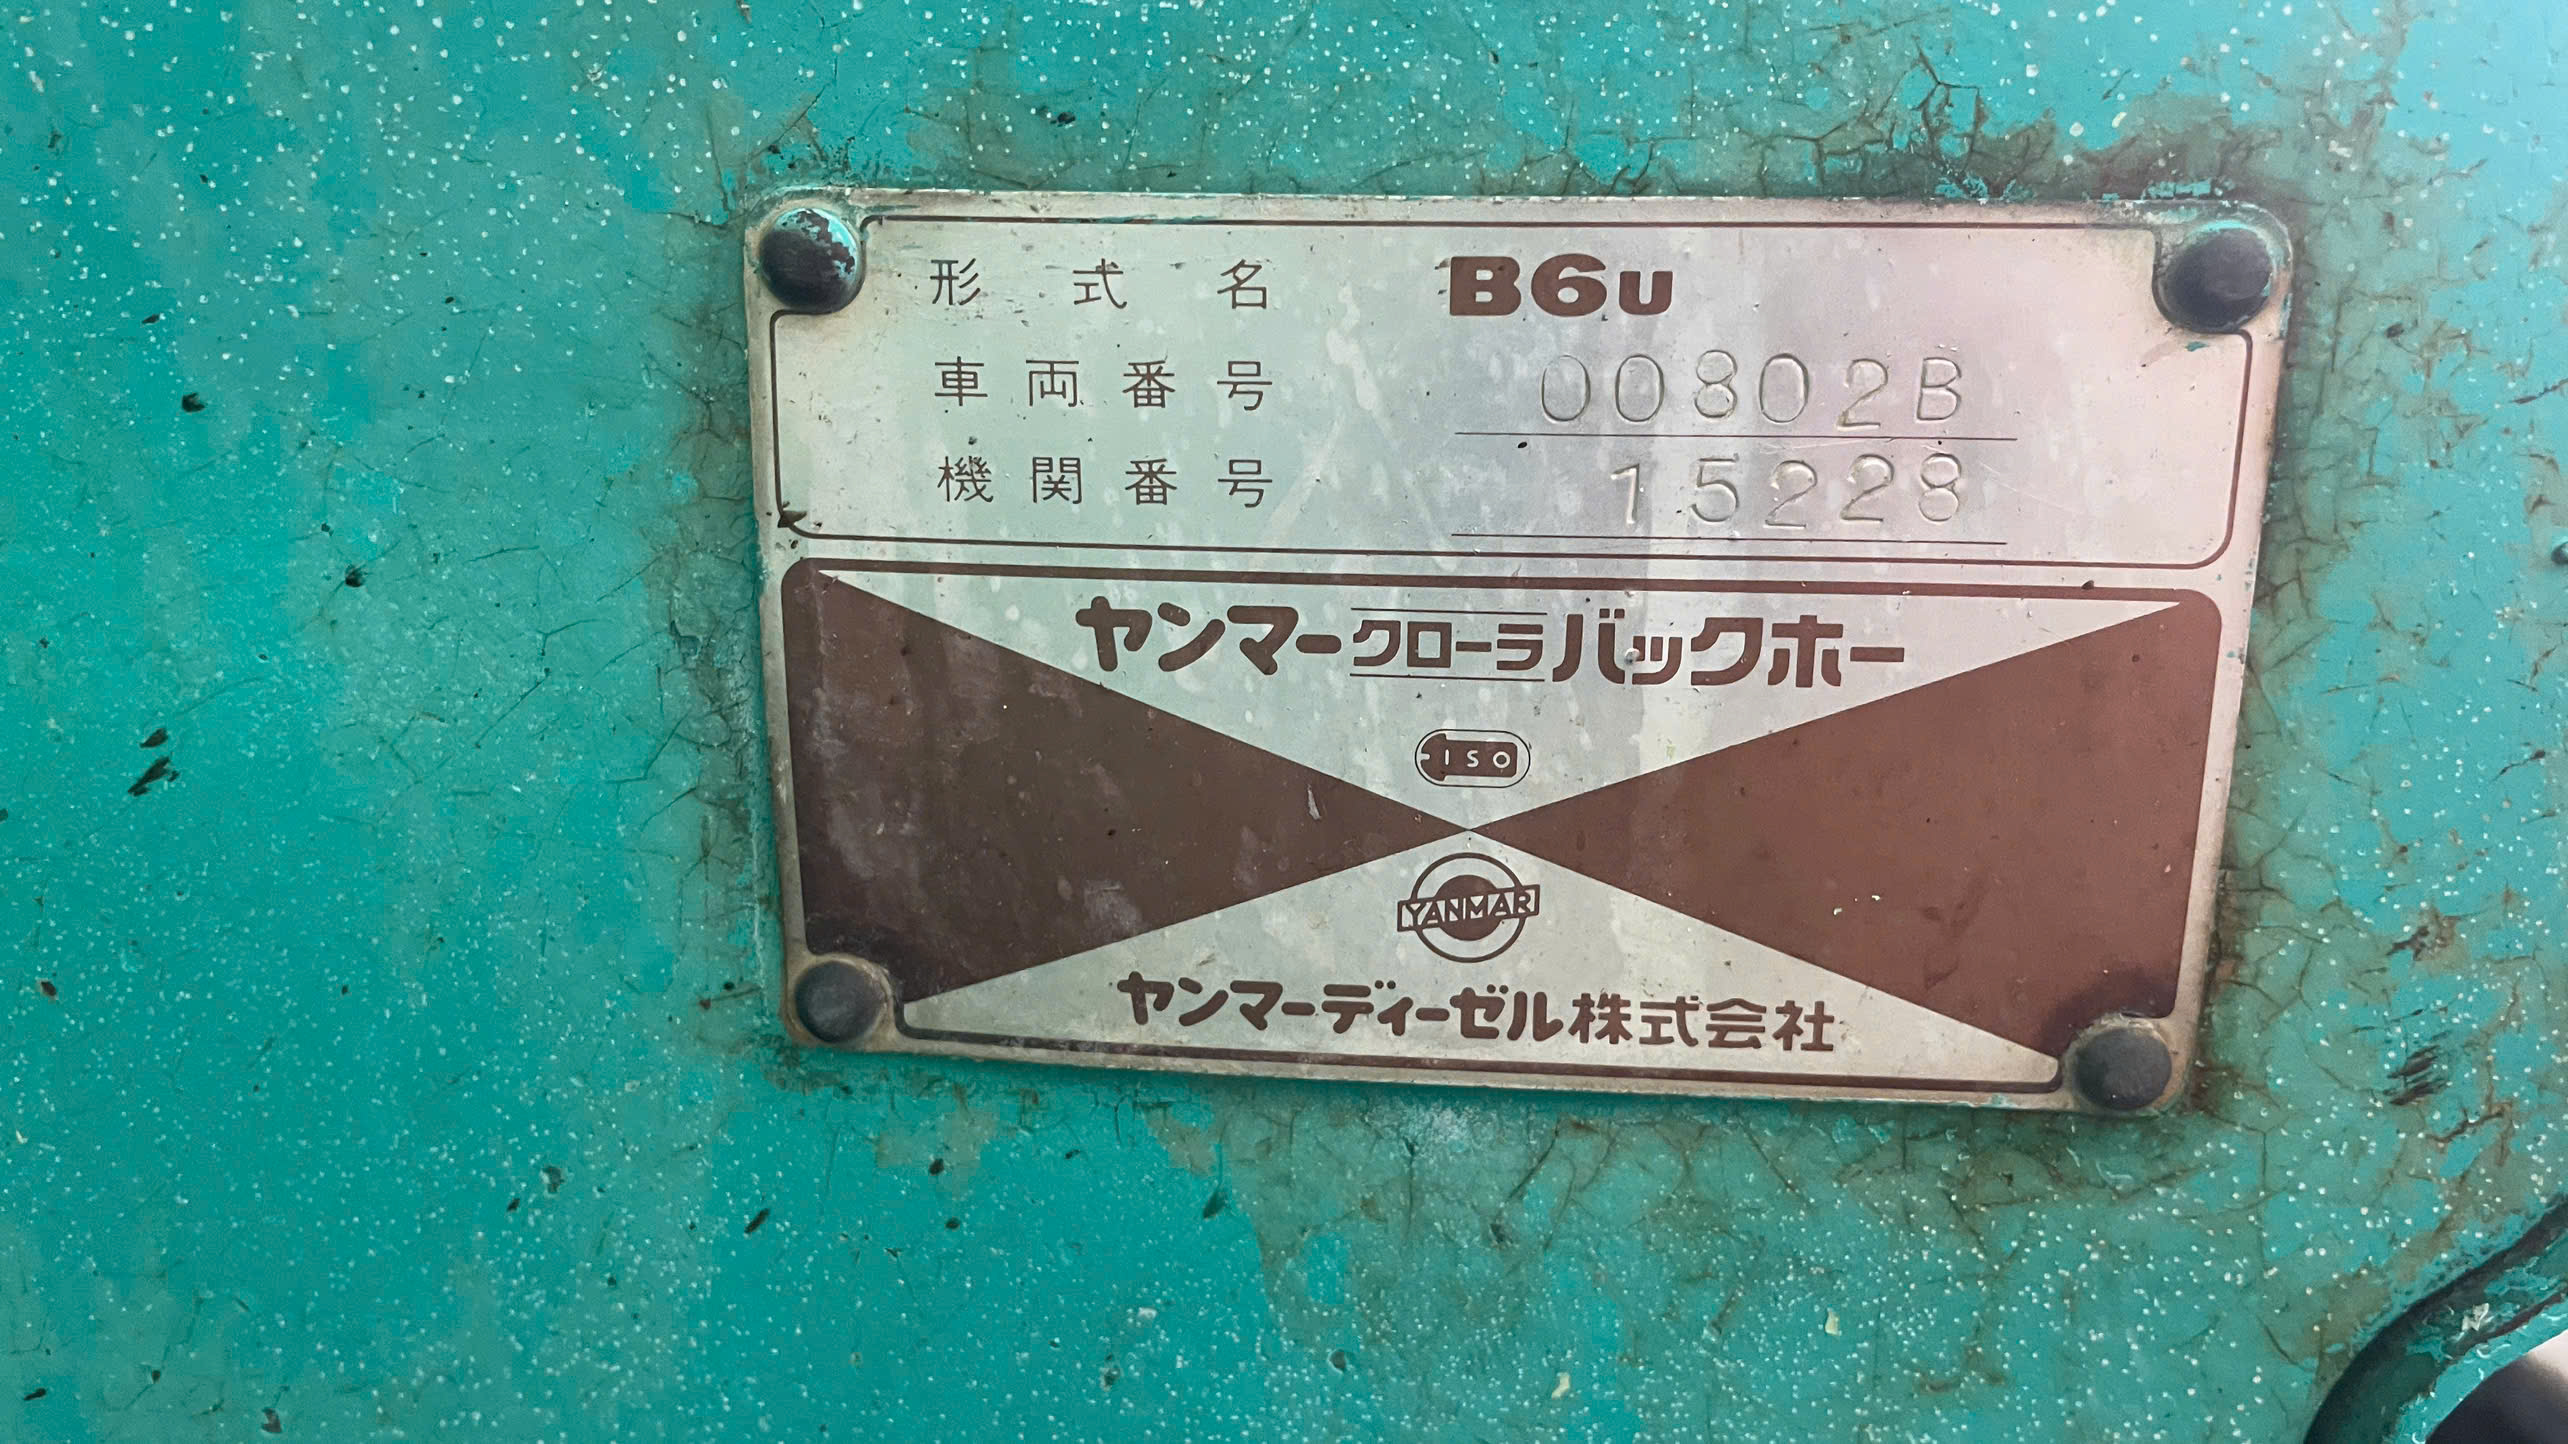 形式名 B6U
車両番号 00802B
機関番号 15228
ヤンマークローラバックホー
ISO
YANMAR
ヤンマーディーゼル株式会社